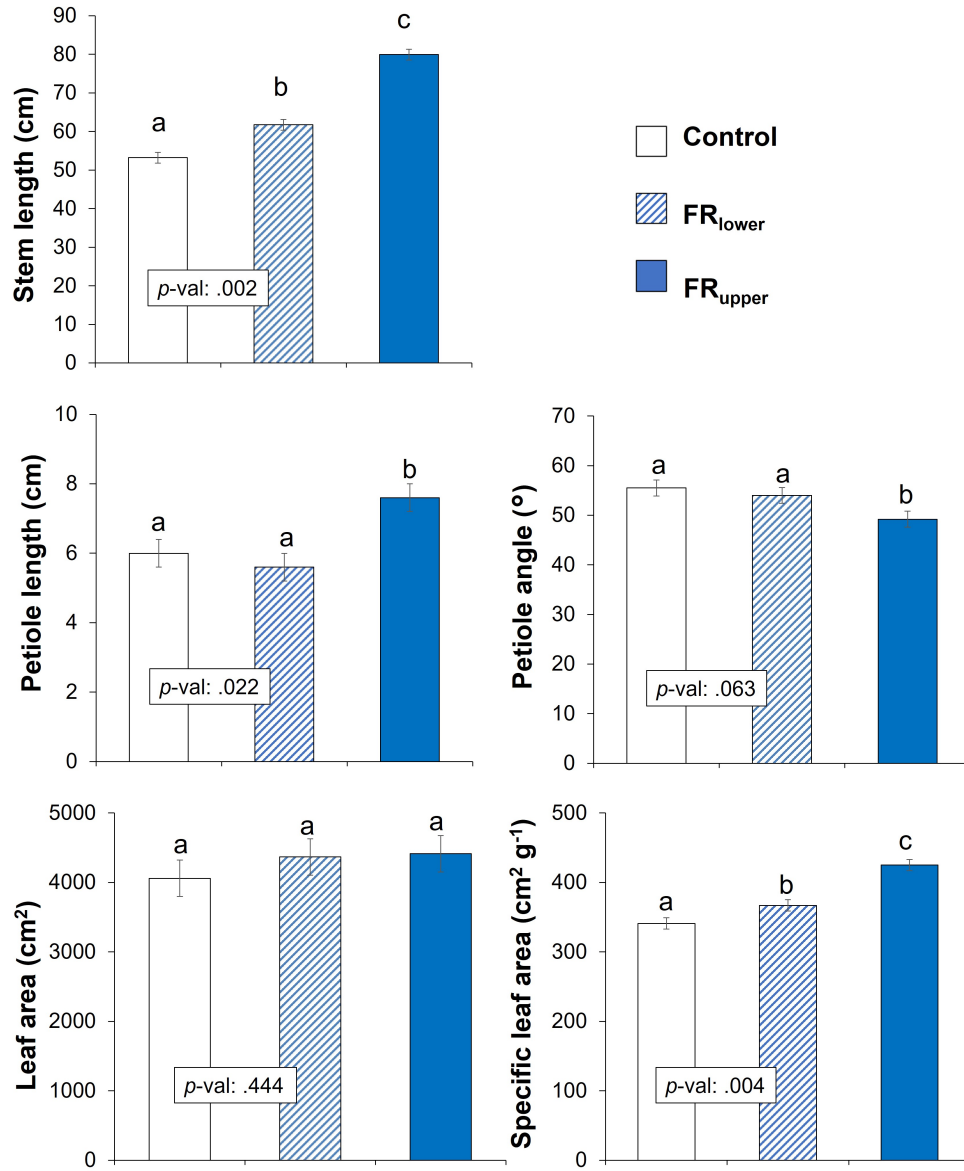 Stem length (cm)
90
80
70
60
50
40
30
20
10
0
a
b
c
p-val: .002
Control
FRlower
FRupper
Petiole length (cm)
10
8
6
4
2
0
a
a
b
p-val: .022
Petiole angle (°)
70
60
50
40
30
20
10
0
a
a
b
p-val: .063
Leaf area (cm²)
5000
4000
3000
2000
1000
0
a
a
a
p-val: .444
Specific leaf area (cm² g⁻¹)
500
400
300
200
100
0
a
b
c
p-val: .004